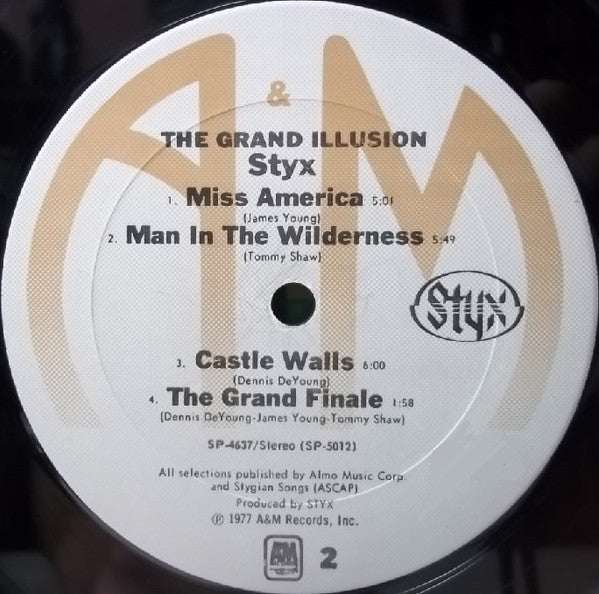 A & M
THE GRAND ILLUSION
Styx
1. Miss America 5:01
(James Young)
2. Man In The Wilderness 5:49
(Tommy Shaw)
Styx
3. Castle Walls 6:00
(Dennis DeYoung)
4. The Grand Finale 1:58
(Dennis DeYoung-James Young-Tommy Shaw)
SP-4637/Stereo (SP-5012)
All selections published by Almo Music Corp.
and Stygian Songs (ASCAP)
Produced by STYX
℗ 1977 A&M Records, Inc.
A&M RECORDS 2